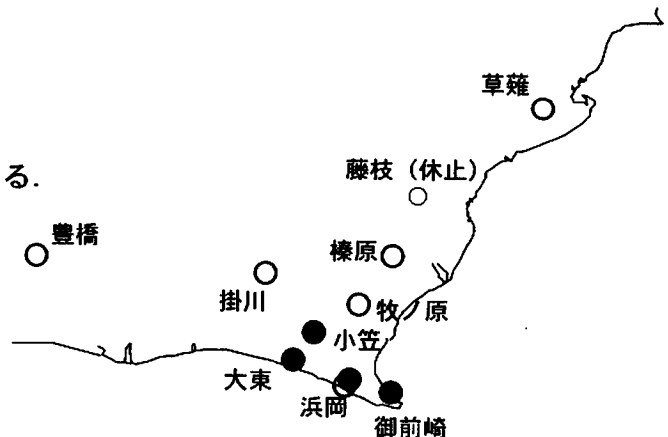 草薙
藤枝（休止）
る．
豊橋
榛原
掛川
牧ノ原
小笠
大東
浜岡
御前崎